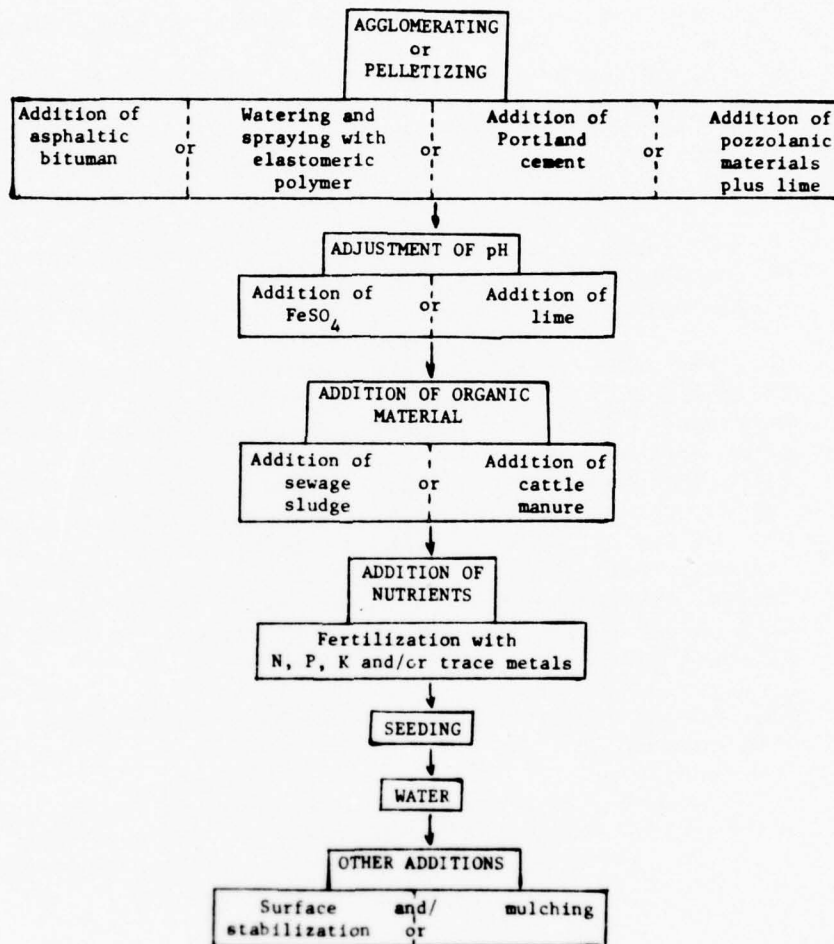 AGGLOMERATING
or
PELLETIZING
Addition of
asphaltic
bituman
or
Watering and
spraying with
elastomeric
polymer
or
Addition of
Portland
cement
or
Addition of
pozzolanic
materials
plus lime
ADJUSTMENT OF pH
Addition of
FeSO4
or
Addition of
lime
ADDITION OF ORGANIC
MATERIAL
Addition of
sewage
sludge
or
Addition of
cattle
manure
ADDITION OF
NUTRIENTS
Fertilization with
N, P, K and/or trace metals
SEEDING
WATER
OTHER ADDITIONS
Surface
stabilization
and/
or
mulching